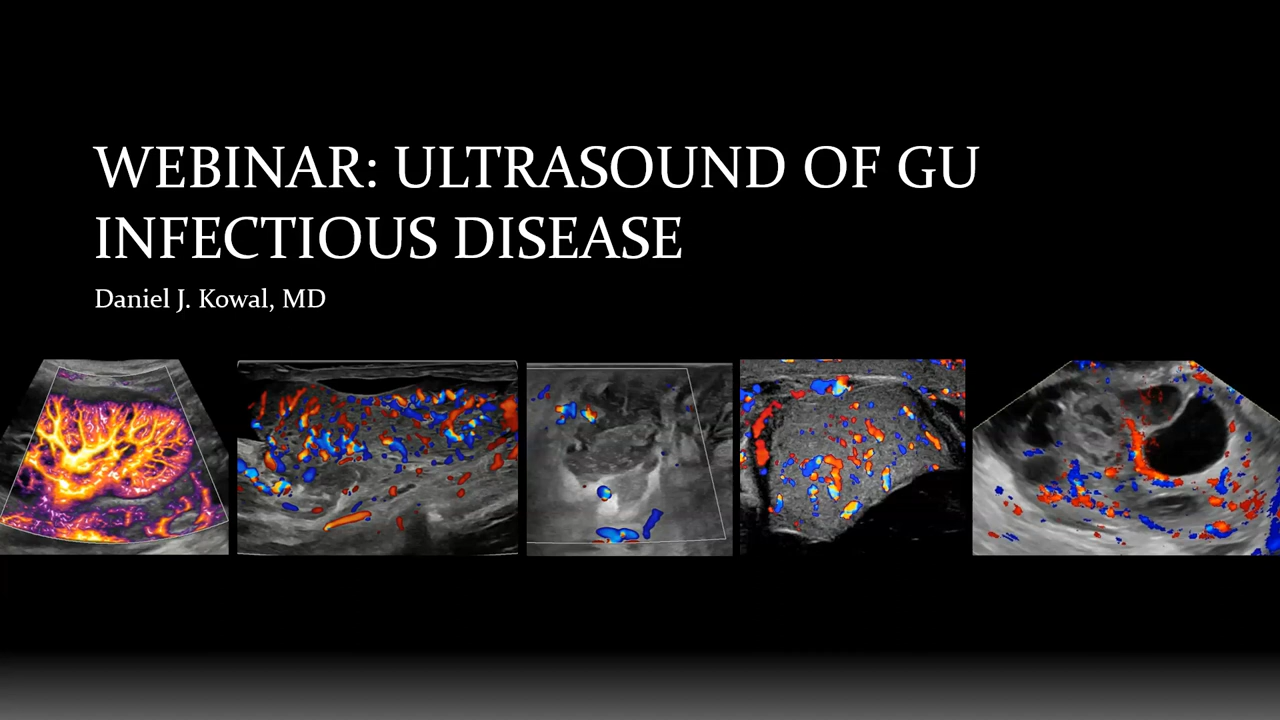 WEBINAR: ULTRASOUND OF GU
INFECTIOUS DISEASE
Daniel J. Kowal, MD